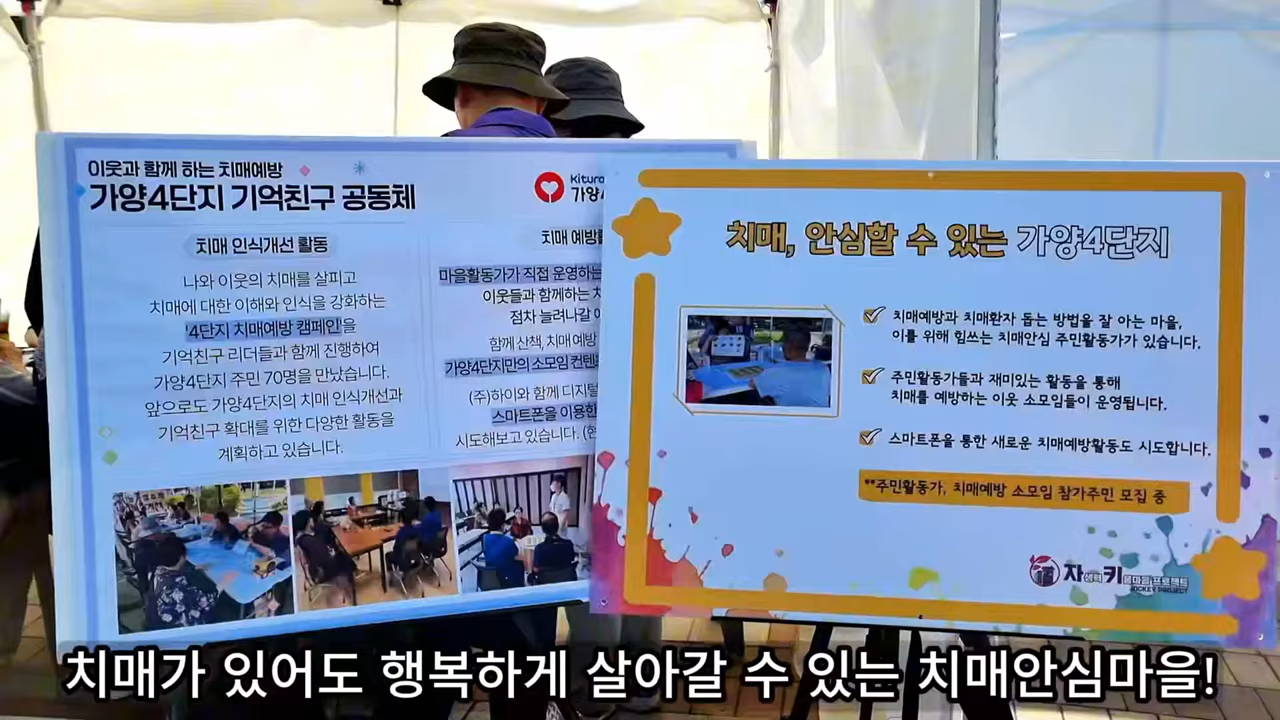 이웃과 함께 하는 치매예방
가양4단지 기억친구 공동체
치매 인식개선 활동
나와 이웃의 치매를 살피고
치매에 대한 이해와 인식을 강화하는
'4단지 치매예방 캠페인'을
기억친구 리더들과 함께 진행하여
가양4단지 주민 70명을 만났습니다.
앞으로도 가양4단지의 치매 인식개선과
기억친구 확대를 위한 다양한 활동을
계획하고 있습니다.
가양4
치매
마을활동가가 직접 운영하는
이웃들과 함께하는
점차 늘려나갈
함께 산책, 치매예방
가양4단지만의 소모임
(주)하이와 함께 디지털
스마트폰을 이용한
시도해보고 있습니다.
치매, 안심할 수 있는 가양4단지
치매예방과 치매환자 돕는 방법을 잘 아는 마을,
이를 위해 힘쓰는 치매안심 주민활동가가 있습니다.
주민활동가들과 재미있는 활동을 통해
치매를 예방하는 이웃 소모임들이 운영됩니다.
스마트폰을 통한 새로운 치매예방활동도 시도합니다.
**주민활동가, 치매예방 소모임 참가주민 모집 중
자생력키움마을 프로젝트
JOCKEY PROJECT
치매가 있어도 행복하게 살아갈 수 있는 치매안심마을!